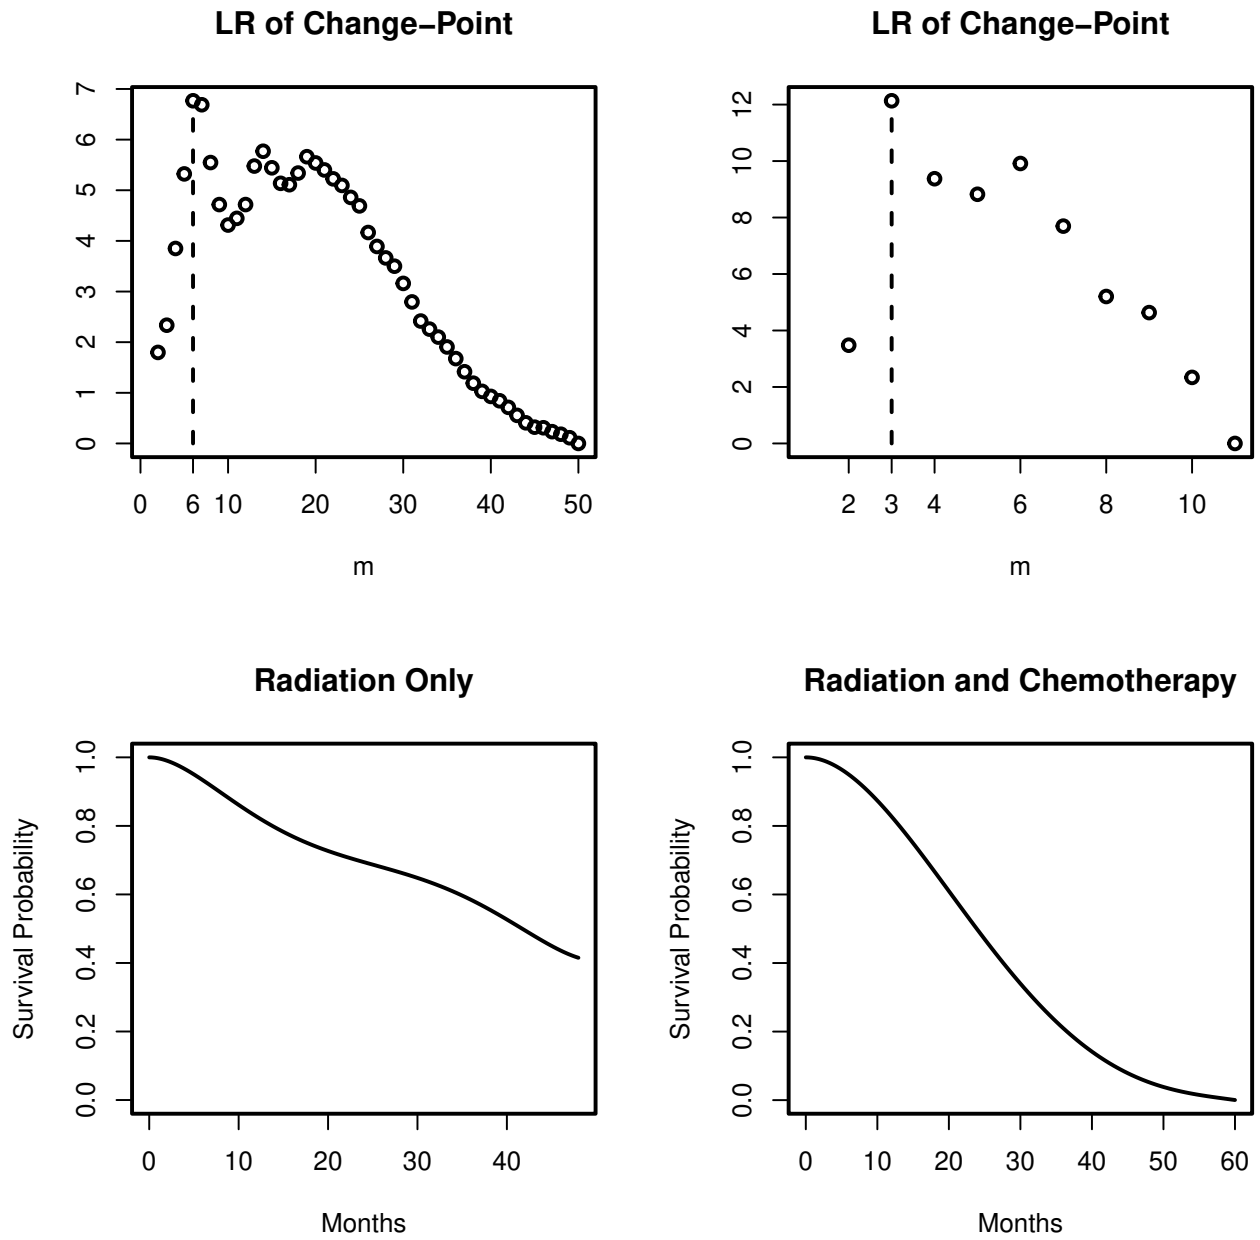 LR of Change−Point
7
6
5
4
3
2
1
0
0 6 10 20 30 40 50
m
LR of Change−Point
12
10
8
6
4
2
0
2 3 4 6 8 10
m
Radiation Only
Survival Probability
1.0
0.8
0.6
0.4
0.2
0.0
0 10 20 30 40
Months
Radiation and Chemotherapy
Survival Probability
1.0
0.8
0.6
0.4
0.2
0.0
0 10 20 30 40 50 60
Months